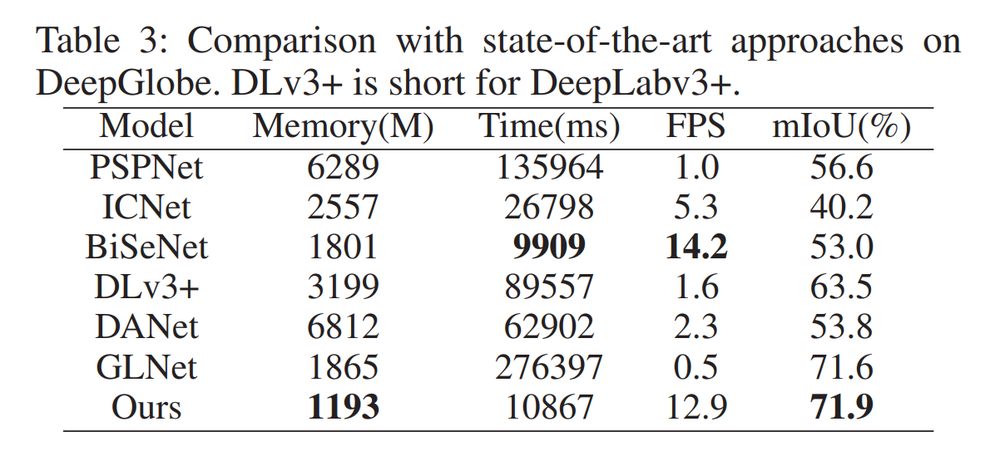 Table 3: Comparison with state-of-the-art approaches on
DeepGlobe. DLv3+ is short for DeepLabv3+.
Model Memory(M) Time(ms) FPS mIoU(%)
PSPNet 6289 135964 1.0 56.6
ICNet 2557 26798 5.3 40.2
BiSeNet 1801 9909 14.2 53.0
DLv3+ 3199 89557 1.6 63.5
DANet 6812 62902 2.3 53.8
GLNet 1865 276397 0.5 71.6
Ours 1193 10867 12.9 71.9